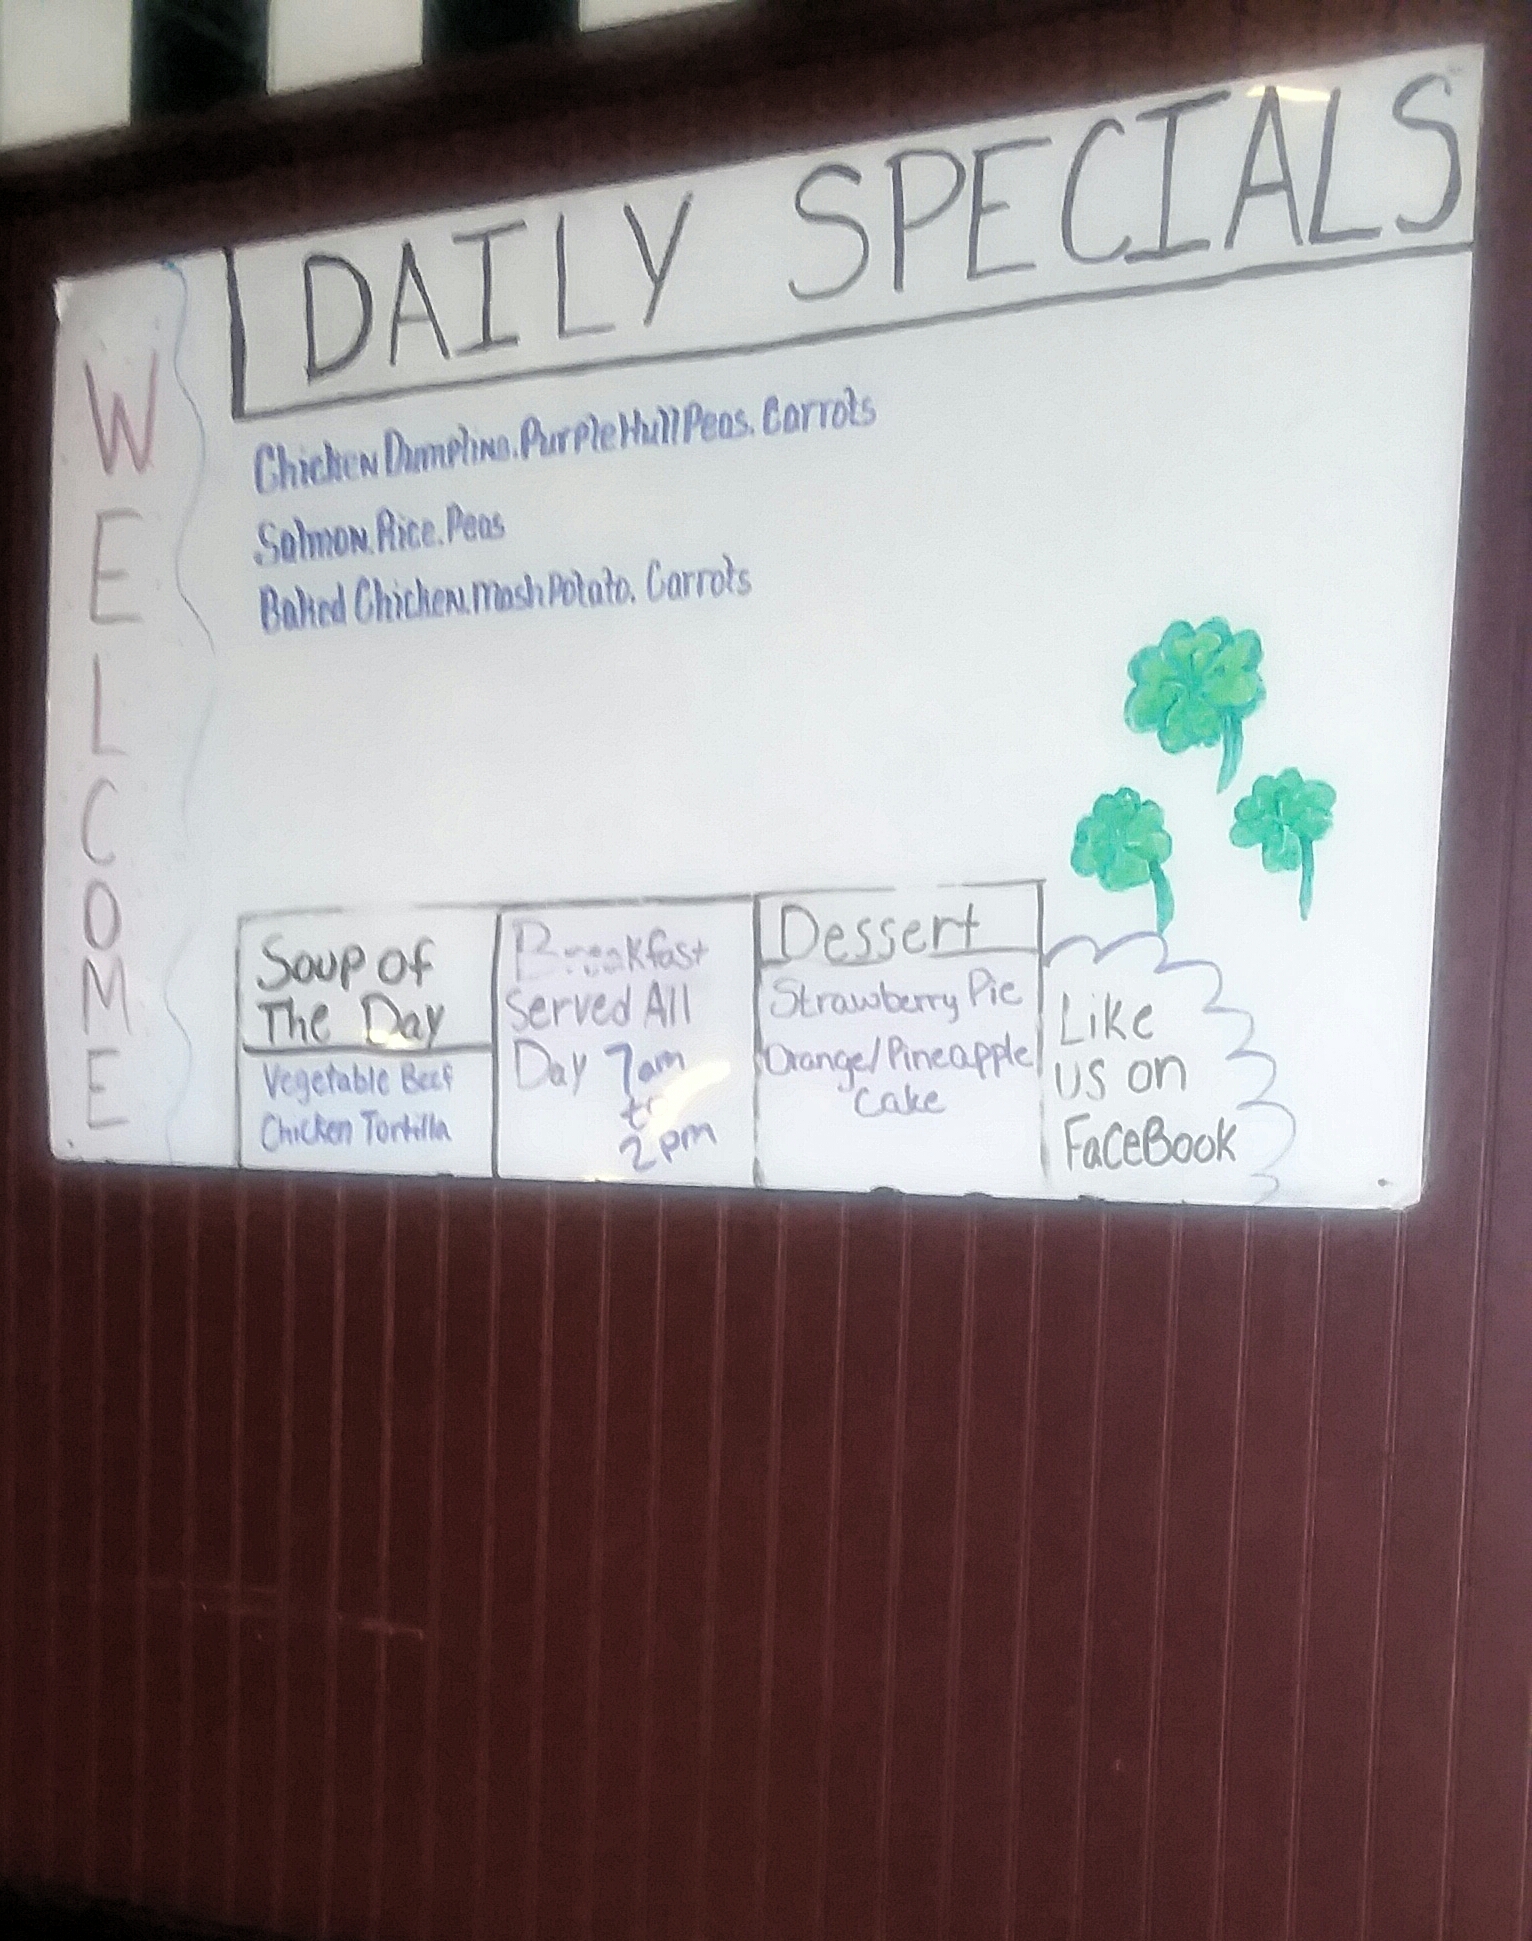 DAILY SPECIALS
WELCOME
Chicken Dumpling. Purple Hull Peas. Carrots
Salmon. Rice. Peas
Baked Chicken. Mash Potato. Carrots
Soup of
The Day
Vegetable Beef
Chicken Tortilla
Breakfast
Served All
Day 7am
to
2pm
Dessert
Strawberry Pie
Orange/Pineapple
Cake
Like
us on
FaceBook